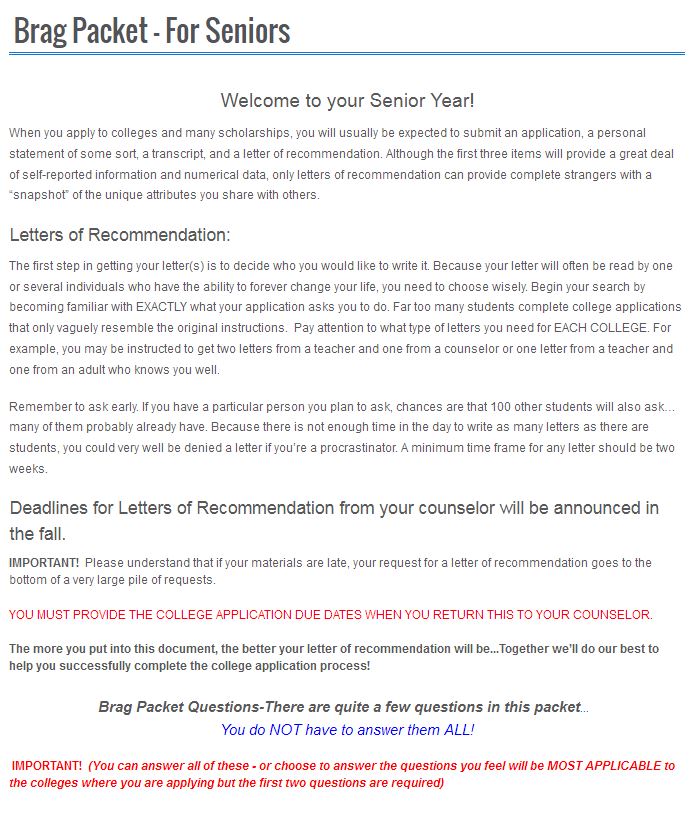 Brag Packet - For Seniors
Welcome to your Senior Year!
When you apply to colleges and many scholarships, you will usually be expected to submit an application, a personal
statement of some sort, a transcript, and a letter of recommendation. Although the first three items will provide a great deal
of self-reported information and numerical data, only letters of recommendation can provide complete strangers with a
“snapshot” of the unique attributes you share with others.
Letters of Recommendation:
The first step in getting your letter(s) is to decide who you would like to write it. Because your letter will often be read by one
or several individuals who have the ability to forever change your life, you need to choose wisely. Begin your search by
becoming familiar with EXACTLY what your application asks you to do. Far too many students complete college applications
that only vaguely resemble the original instructions.  Pay attention to what type of letters you need for EACH COLLEGE. For
example, you may be instructed to get two letters from a teacher and one from a counselor or one letter from a teacher and
one from an adult who knows you well.
Remember to ask early. If you have a particular person you plan to ask, chances are that 100 other students will also ask…
many of them probably already have. Because there is not enough time in the day to write as many letters as there are
students, you could very well be denied a letter if you’re a procrastinator. A minimum time frame for any letter should be two
weeks.
Deadlines for Letters of Recommendation from your counselor will be announced in
the fall.
IMPORTANT!  Please understand that if your materials are late, your request for a letter of recommendation goes to the
bottom of a very large pile of requests.
YOU MUST PROVIDE THE COLLEGE APPLICATION DUE DATES WHEN YOU RETURN THIS TO YOUR COUNSELOR.
The more you put into this document, the better your letter of recommendation will be...Together we’ll do our best to
help you successfully complete the college application process!
Brag Packet Questions-There are quite a few questions in this packet...
You do NOT have to answer them ALL!
IMPORTANT!  (You can answer all of these - or choose to answer the questions you feel will be MOST APPLICABLE to
the colleges where you are applying but the first two questions are required)